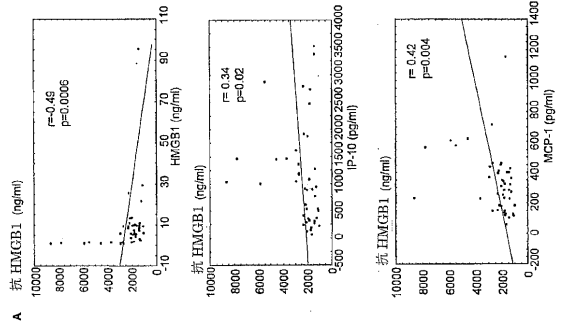 A
抗 HMGB1 (ng/ml)
10000
8000
6000
4000
2000
0
r=-0.49
p=0.0006
-10 10 30 50 70 90 110
HMGB1 (ng/ml)
抗 HMGB1 (ng/ml)
10000
8000
6000
4000
2000
0
r= 0.34
p=0.02
-500 0 500 1000 1500 2000 2500 3000 3500 4000
IP-10 (pg/ml)
抗 HMGB1 (ng/ml)
10000
8000
6000
4000
2000
0
r= 0.42
p=0.004
-200 0 200 400 600 800 1000 1200 1400
MCP-1 (pg/ml)